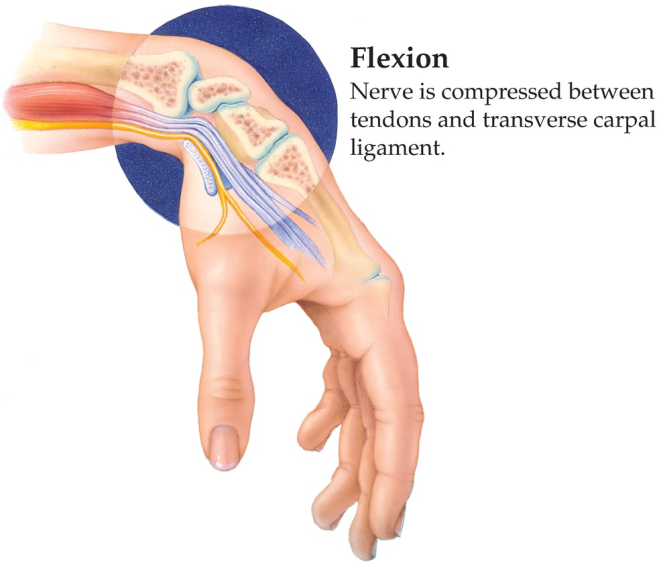 Flexion
Nerve is compressed between
tendons and transverse carpal
ligament.